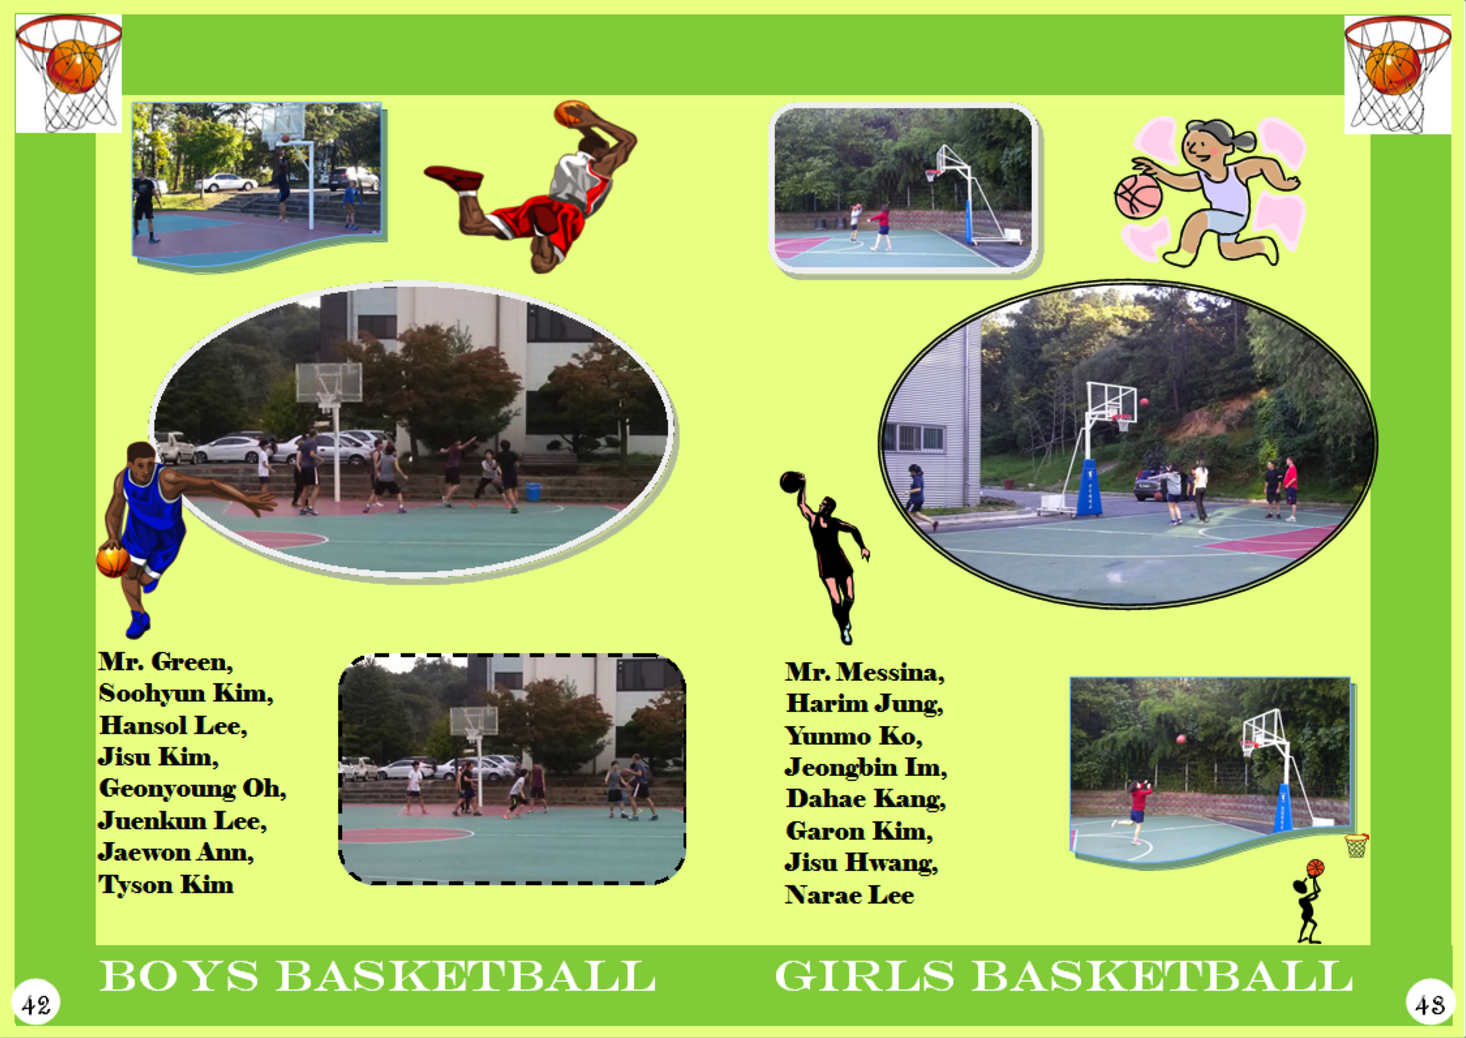 Mr. Green,
Soohyun Kim,
Hansol Lee,
Jisu Kim,
Geonyoung Oh,
Juenkun Lee,
Jaewon Ann,
Tyson Kim
BOYS BASKETBALL
42
Mr. Messina,
Harim Jung,
Yunmo Ko,
Jeongbin Im,
Dahae Kang,
Garon Kim,
Jisu Hwang,
Narae Lee
GIRLS BASKETBALL
43